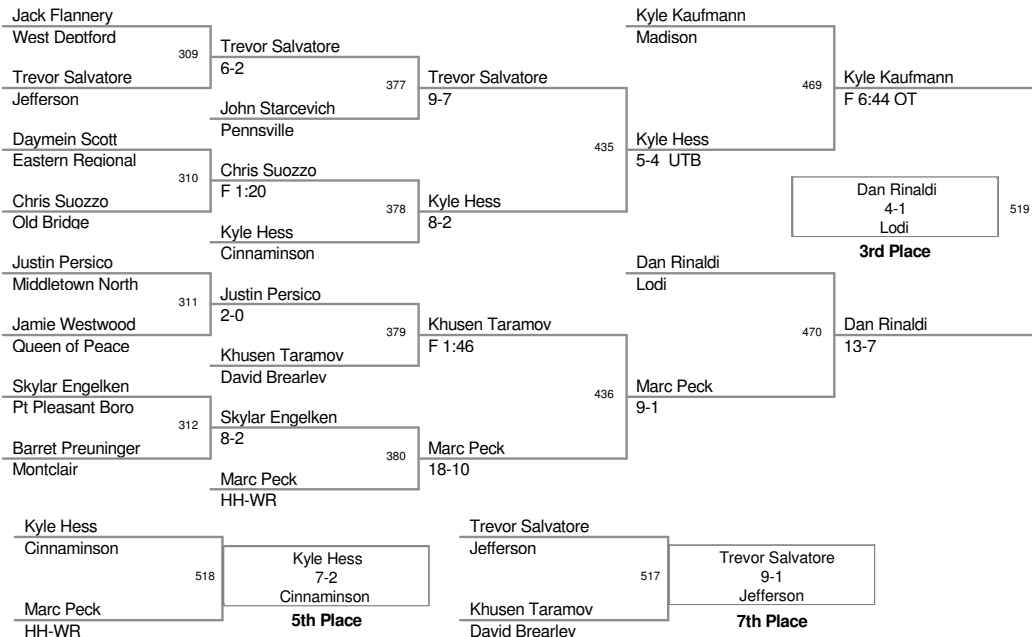 Jack Flannery
West Deptford
309
Trevor Salvatore
Jefferson
Daymein Scott
Eastern Regional
310
Chris Suozzo
Old Bridge
Justin Persico
Middletown North
311
Jamie Westwood
Queen of Peace
Skylar Engelken
Pt Pleasant Boro
312
Barret Preuninger
Montclair
Trevor Salvatore
6-2
377
John Starcevich
Pennsville
Chris Suozzo
F 1:20
378
Kyle Hess
Cinnaminson
Justin Persico
2-0
379
Khusen Taramov
David Brearley
Skylar Engelken
8-2
380
Marc Peck
HH-WR
Trevor Salvatore
9-7
435
Kyle Hess
8-2
Khusen Taramov
F 1:46
436
Marc Peck
18-10
Kyle Kaufmann
Madison
469
Kyle Hess
5-4 UTB
Dan Rinaldi
Lodi
470
Marc Peck
9-1
Kyle Kaufmann
F 6:44 OT
Dan Rinaldi
4-1
Lodi
519
3rd Place
Dan Rinaldi
13-7
Kyle Hess
Cinnaminson
518
Marc Peck
HH-WR
Kyle Hess
7-2
Cinnaminson
5th Place
Trevor Salvatore
Jefferson
517
Khusen Taramov
David Brearley
Trevor Salvatore
9-1
Jefferson
7th Place